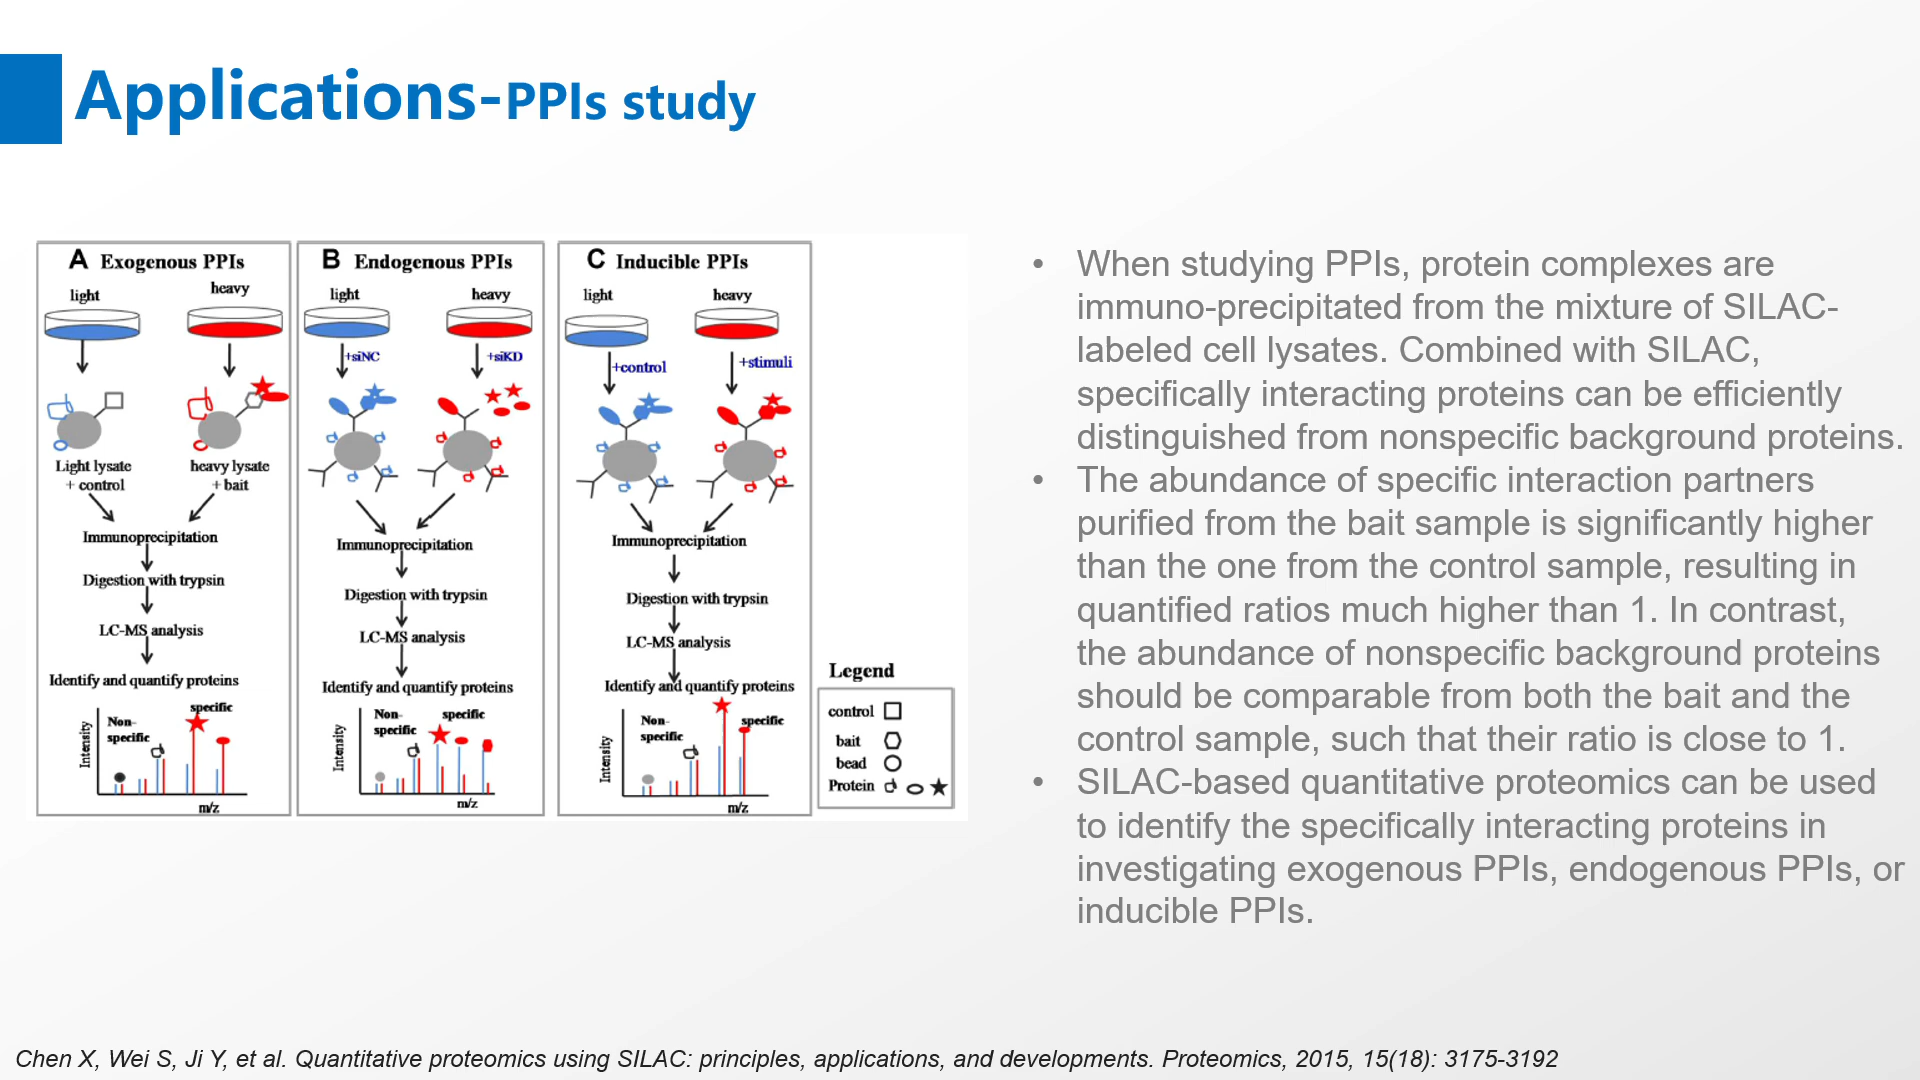 Applications-PPIs study
A Exogenous PPIs
light
heavy
Light lysate
+ control
heavy lysate
+ bait
Immunoprecipitation
Digestion with trypsin
LC-MS analysis
Identify and quantify proteins
Intensity
Non-
specific
specific
m/z
B Endogenous PPIs
light
heavy
+siNC
+siKD
Immunoprecipitation
Digestion with trypsin
LC-MS analysis
Identify and quantify proteins
Intensity
Non-
specific
specific
m/z
C Inducible PPIs
light
heavy
+control
+stimuli
Immunoprecipitation
Digestion with trypsin
LC-MS analysis
Identify and quantify proteins
Intensity
Non-
specific
specific
m/z
Legend
control
bait
bead
Protein
• When studying PPIs, protein complexes are
immuno-precipitated from the mixture of SILAC-
labeled cell lysates. Combined with SILAC,
specifically interacting proteins can be efficiently
distinguished from nonspecific background proteins.
• The abundance of specific interaction partners
purified from the bait sample is significantly higher
than the one from the control sample, resulting in
quantified ratios much higher than 1. In contrast,
the abundance of nonspecific background proteins
should be comparable from both the bait and the
control sample, such that their ratio is close to 1.
• SILAC-based quantitative proteomics can be used
to identify the specifically interacting proteins in
investigating exogenous PPIs, endogenous PPIs, or
inducible PPIs.
Chen X, Wei S, Ji Y, et al. Quantitative proteomics using SILAC: principles, applications, and developments. Proteomics, 2015, 15(18): 3175-3192